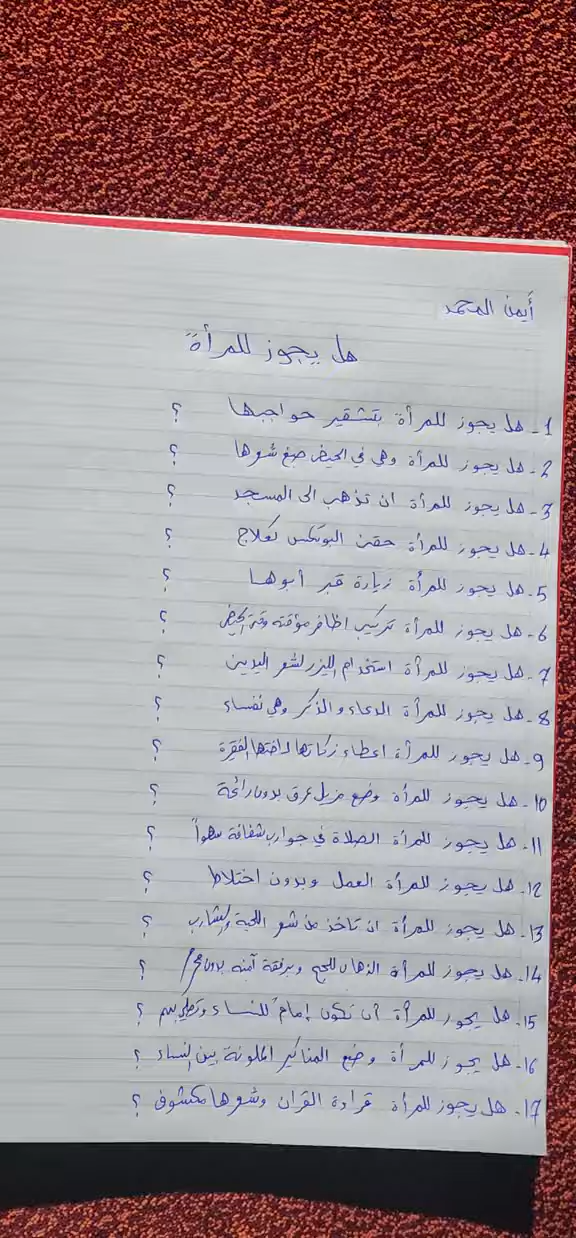 أيمن المحمد
هل يجوز للمرأة
1- هل يجوز للمرأة بتشقير حواجبها ؟
2- هل يجوز للمرأة وهي في الحيض صبغ شعرها ؟
3- هل يجوز للمرأة ان تذهب الى المسجد ؟
4- هل يجوز للمرأة حقن البوتكس كعلاج ؟
5- هل يجوز للمرأة زيارة قبر أبوها ؟
6- هل يجوز للمرأة تركيب اظافر مؤقته وقت الحيض ؟
7- هل يجوز للمرأة استخدام الليزر لشعر اليدين ؟
8- هل يجوز للمرأة الدعاء والذكر وهي نفساء ؟
9- هل يجوز للمرأة اعطاء زكاتها لاختها الفقيرة ؟
10- هل يجوز للمرأة وضع مزيل عرق بدون رائحة ؟
11- هل يجوز للمرأة الصلاة في جوارب شفافة سهواً ؟
12- هل يجوز للمرأة العمل وبدون اختلاط ؟
13- هل يجوز للمرأة ان تاخذ من شعر اللحية والشارب ؟
14- هل يجوز للمرأة الذهاب للحج وبرفقة آمنه بدون محرم ؟
15- هل يجوز للمرأة أن تكون إمام للنساء وتصلي بهم ؟
16- هل يجوز للمرأة وضع المناكير الملونة بين النساء ؟
17- هل يجوز للمرأة قراءة القران وشعرها مكشوف ؟